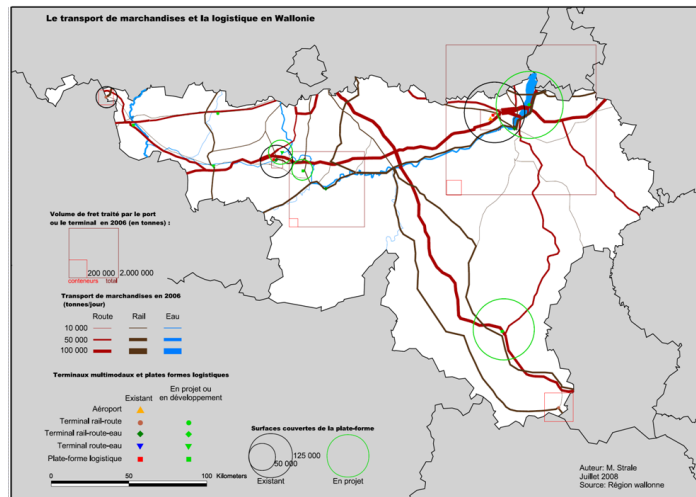 Le transport de marchandises et la logistique en Wallonie
Volume de fret traité par le port
ou le terminal en 2006 (en tonnes) :
200 000 2.000 000
conteneurs total
Transport de marchandises en 2006
(tonnes/jour)
Route Rail Eau
10 000
50 000
100 000
Terminaux multimodaux et plates formes logistiques
Existant En projet ou
en développement
Aéroport
Terminal rail-route
Terminal rail-route-eau
Terminal route-eau
Plate-forme logistique
Surfaces couvertes de la plate-forme
125 000
50 000
Existant En projet
0 50 100 Kilometers
Auteur: M. Strale
Juillet 2008
Source: Région wallonne